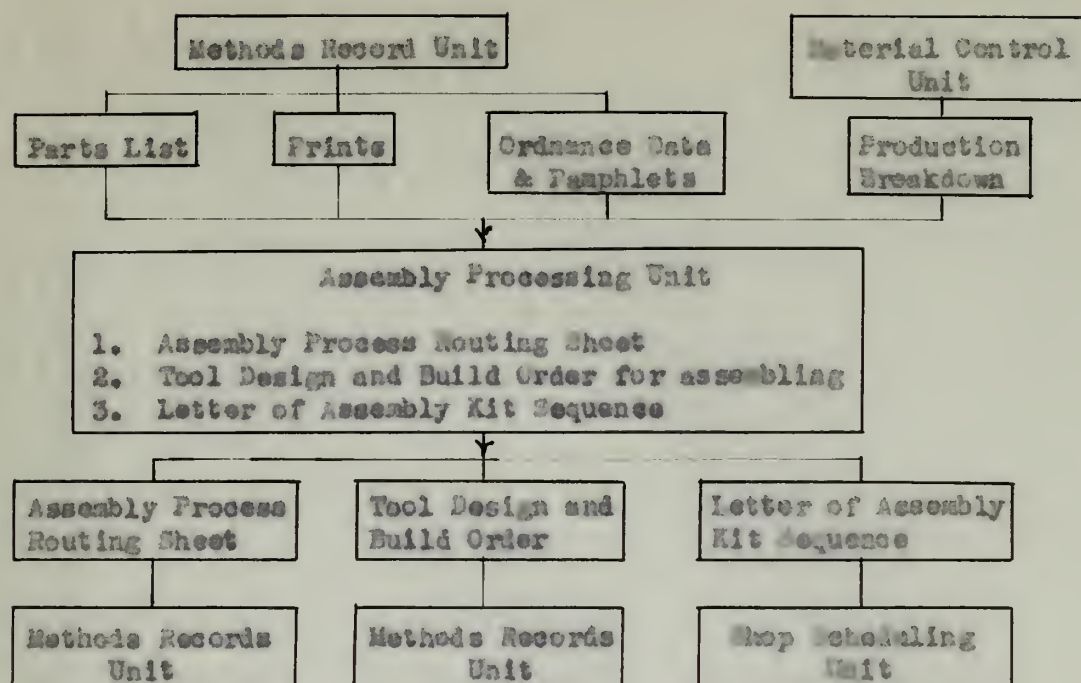 Methods Record Unit
Material Control
Unit
Parts List
Prints
Ordnance Data
& Pamphlets
Production
Breakdown
Assembly Processing Unit
1. Assembly Process Routing Sheet
2. Tool Design and Build Order for assembling
3. Letter of Assembly Kit Sequence
Assembly Process
Routing Sheet
Tool Design and
Build Order
Letter of Assembly
Kit Sequence
Methods Records
Unit
Methods Records
Unit
Shop Scheduling
Unit